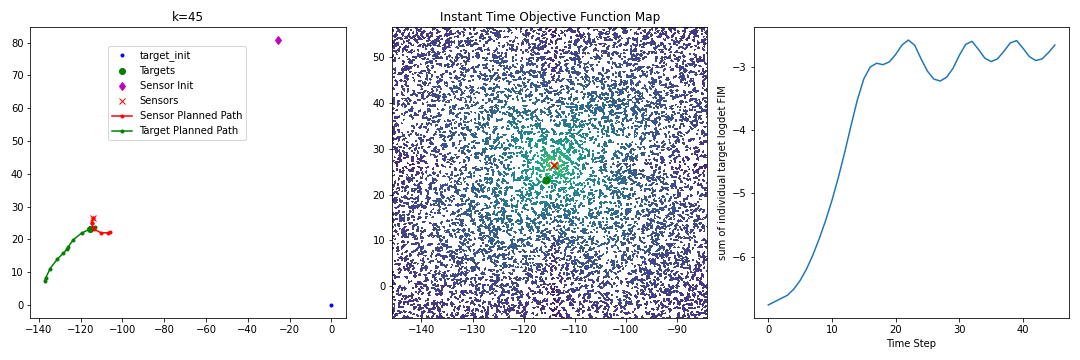 k=45
80
70
60
50
40
30
20
10
0
−140 −120 −100 −80 −60 −40 −20 0
target_init
Targets
Sensor Init
Sensors
Sensor Planned Path
Target Planned Path
Instant Time Objective Function Map
50
40
30
20
10
0
−140 −130 −120 −110 −100 −90
sum of individual target logdet FIM
−3
−4
−5
−6
0 10 20 30 40
Time Step